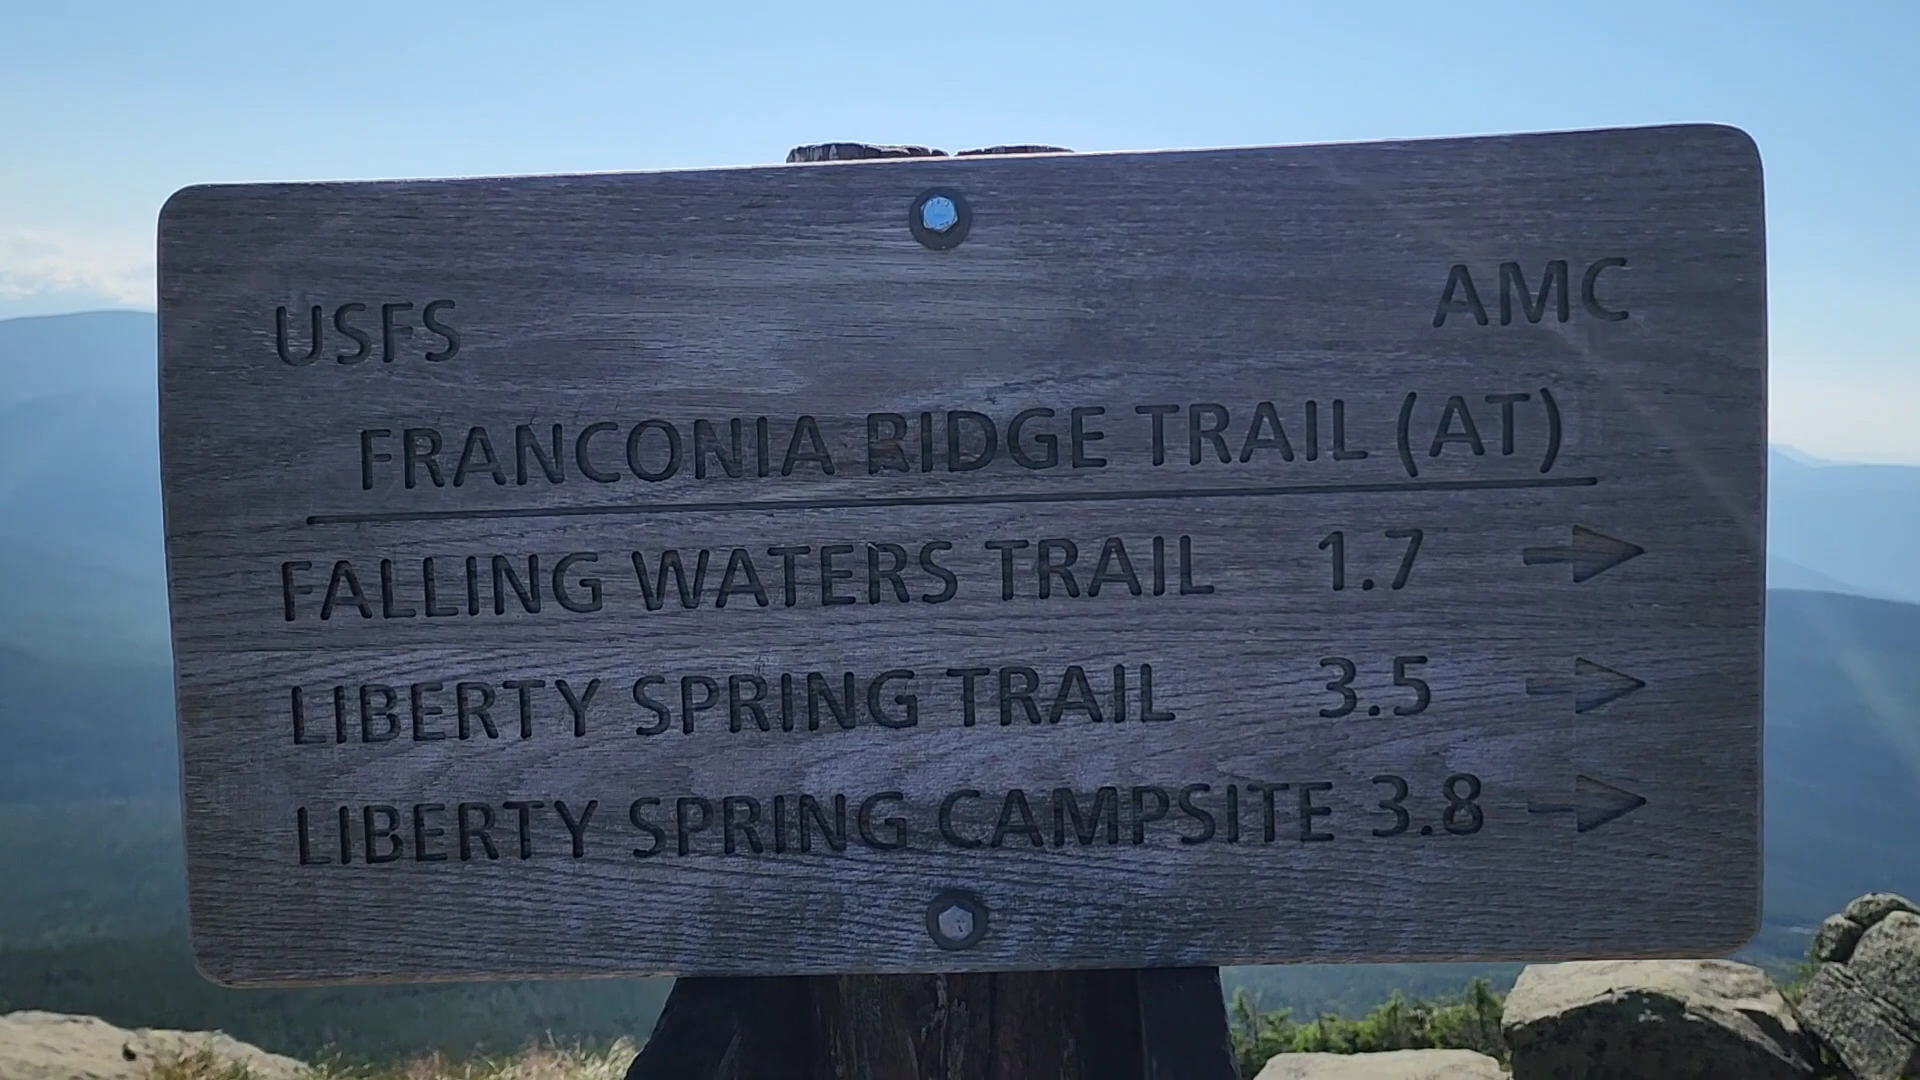 USFS AMC
FRANCONIA RIDGE TRAIL (AT)
FALLING WATERS TRAIL 1.7
LIBERTY SPRING TRAIL 3.5
LIBERTY SPRING CAMPSITE 3.8